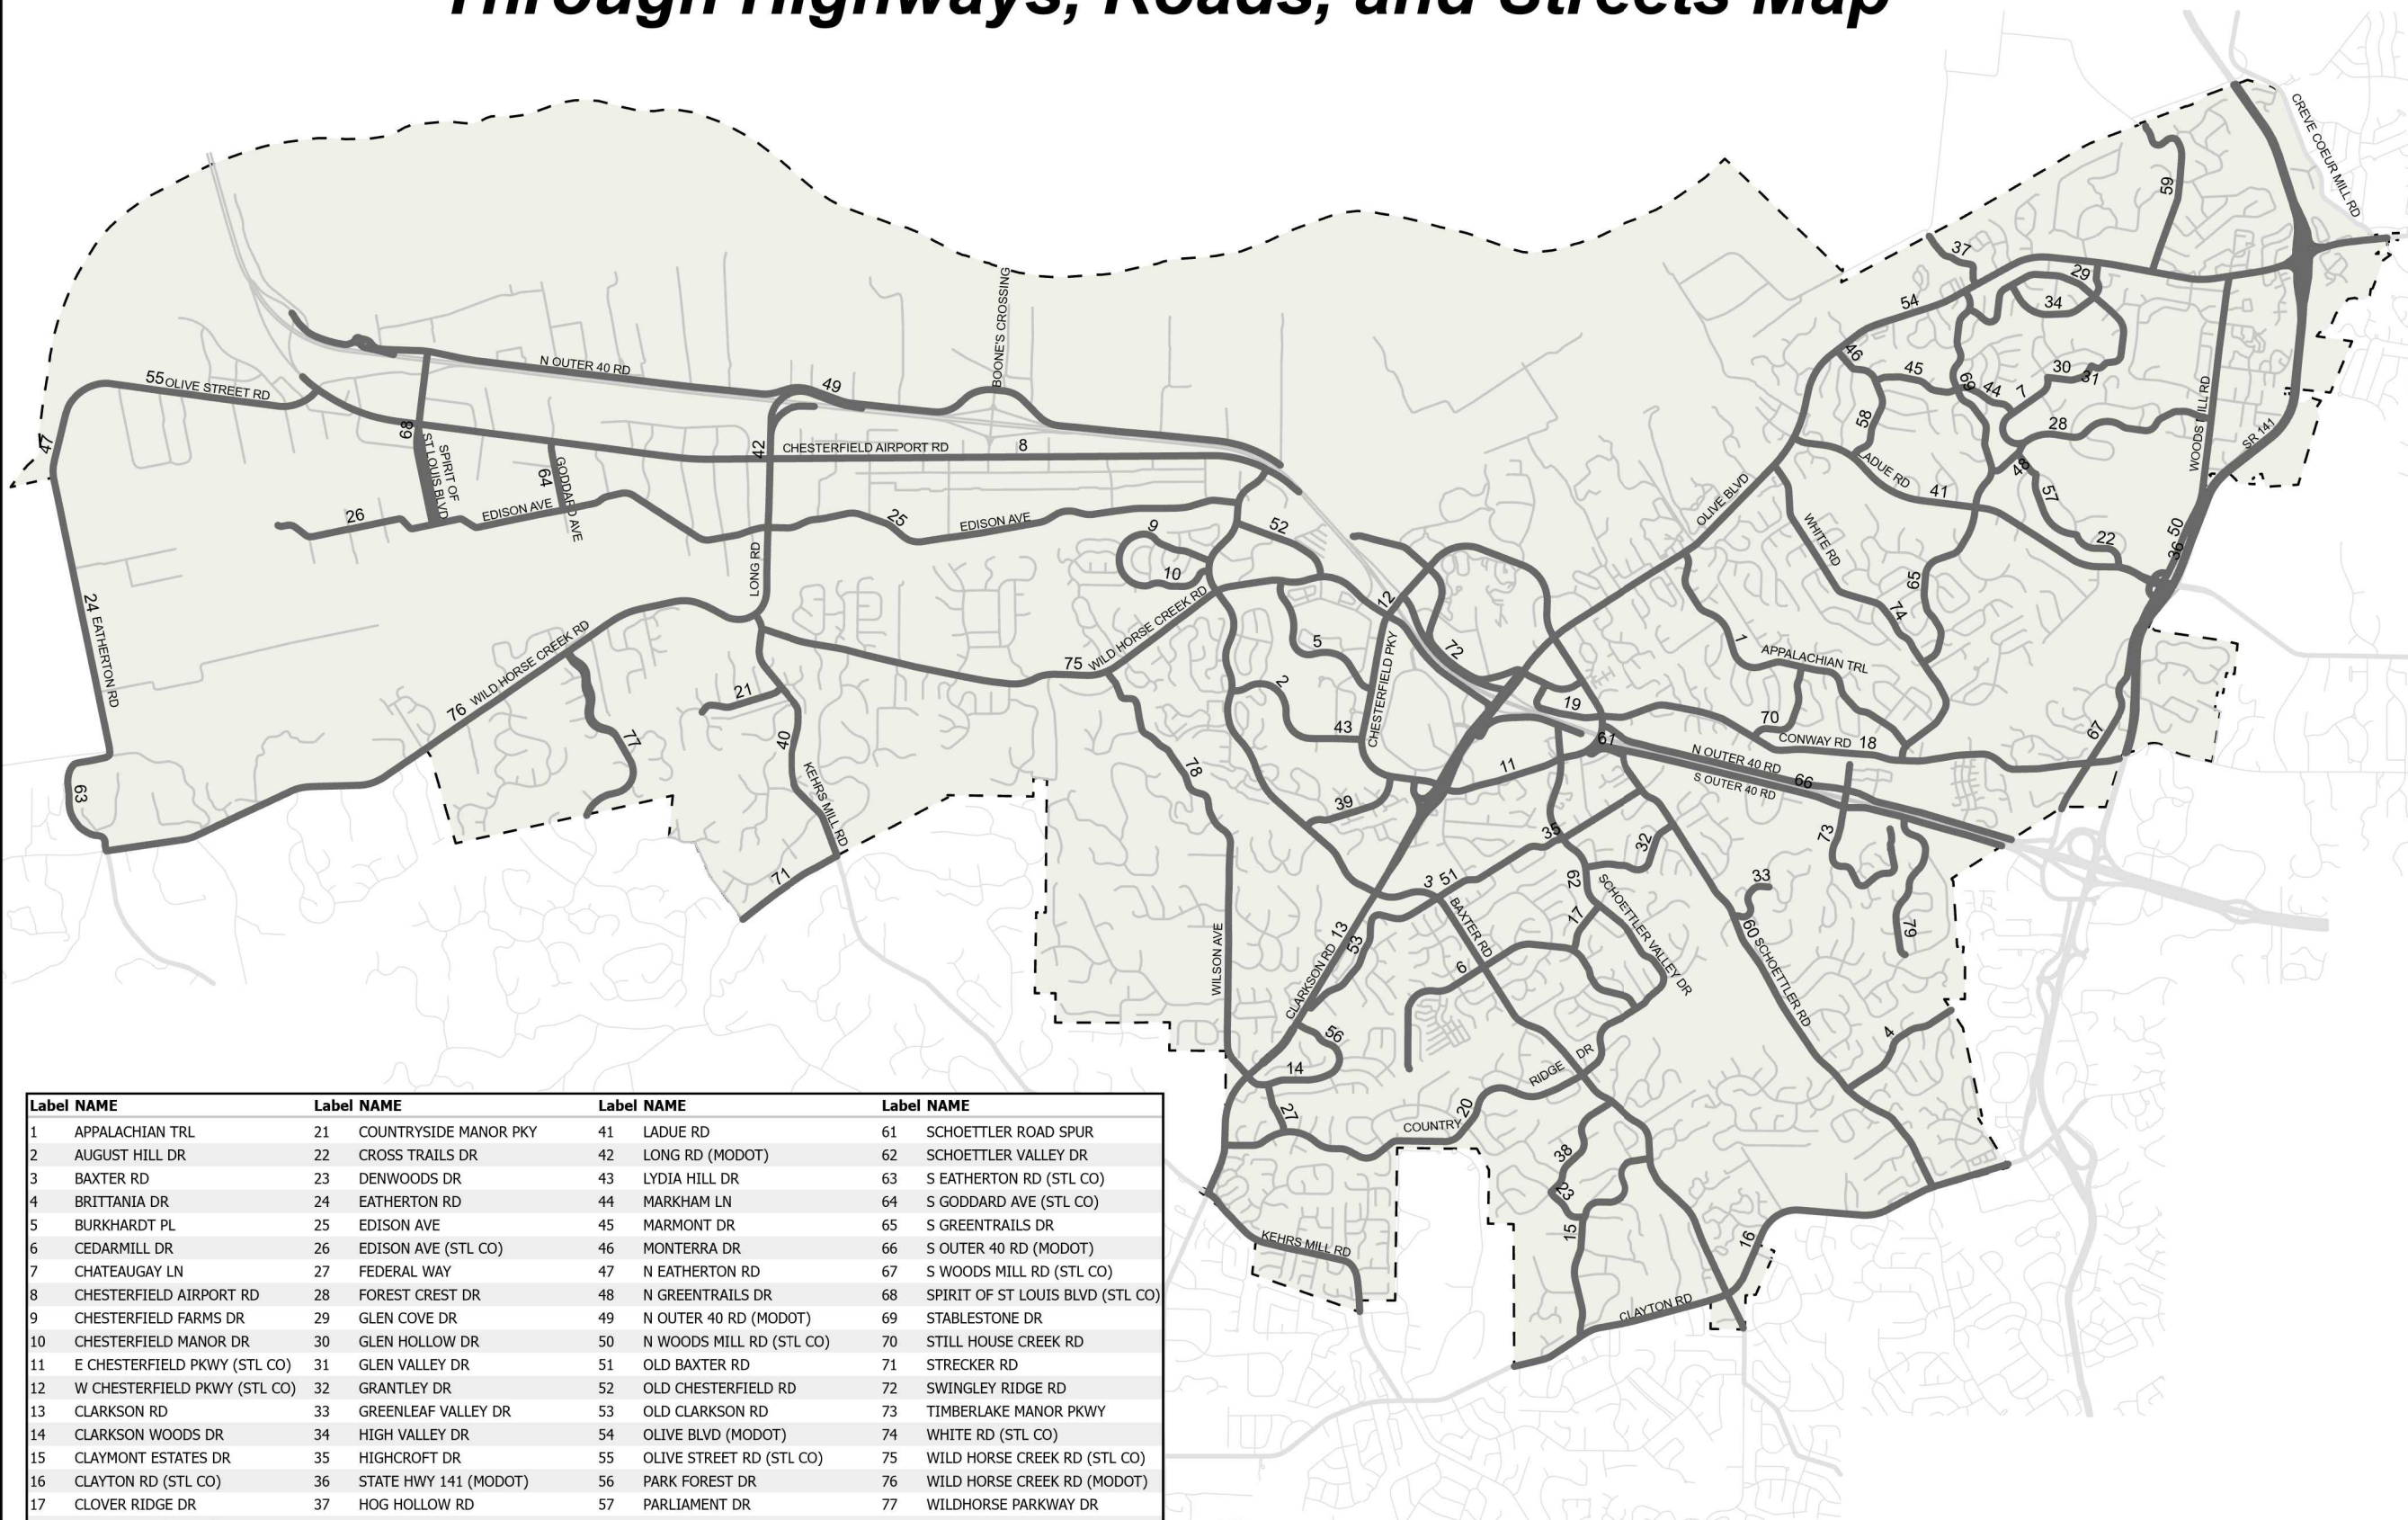 Through Highways, Roads, and Streets Map
CREVE COEUR MILL RD
59
37
29
54
34
BOONE'S CROSSING
46
45
30
31
69
44
7
N OUTER 40 RD
49
55 OLIVE STREET RD
58
28
WOODS MILL RD
SR 141
47
68
42
CHESTERFIELD AIRPORT RD
8
SPIRIT OF
ST LOUIS BLVD
64
GODDARD AVE
LADUE RD
41
48
57
OLIVE BLVD
26
EDISON AVE
25
EDISON AVE
9
52
WHITE RD
50
36
22
LONG RD
10
65
24 EATHERTON RD
12
74
76 WILD HORSE CREEK RD
75 WILD HORSE CREEK RD
5
72
1
APPALACHIAN TRL
21
2
CHESTERFIELD PKY
43
19
70
CONWAY RD 18
67
77
40
61
N OUTER 40 RD
66
S OUTER 40 RD
63
78
11
KEHRS MILL RD
39
35
32
73
71
3 51
62
SCHOETTLER VALLEY DR
33
BAXTER RD
17
60
SCHOETTLER RD
79
WILSON AVE
CLARKSON RD 13
53
6
56
4
14
RIDGE DR
27
COUNTRY
20
38
23
15
16
KEHRS MILL RD
CLAYTON RD
Label NAME Label NAME Label NAME Label NAME
1 APPALACHIAN TRL 21 COUNTRYSIDE MANOR PKY 41 LADUE RD 61 SCHOETTLER ROAD SPUR
2 AUGUST HILL DR 22 CROSS TRAILS DR 42 LONG RD (MODOT) 62 SCHOETTLER VALLEY DR
3 BAXTER RD 23 DENWOODS DR 43 LYDIA HILL DR 63 S EATHERTON RD (STL CO)
4 BRITTANIA DR 24 EATHERTON RD 44 MARKHAM LN 64 S GODDARD AVE (STL CO)
5 BURKHARDT PL 25 EDISON AVE 45 MARMONT DR 65 S GREENTRAILS DR
6 CEDARMILL DR 26 EDISON AVE (STL CO) 46 MONTERRA DR 66 S OUTER 40 RD (MODOT)
7 CHATEAUGAY LN 27 FEDERAL WAY 47 N EATHERTON RD 67 S WOODS MILL RD (STL CO)
8 CHESTERFIELD AIRPORT RD 28 FOREST CREST DR 48 N GREENTRAILS DR 68 SPIRIT OF ST LOUIS BLVD (STL CO)
9 CHESTERFIELD FARMS DR 29 GLEN COVE DR 49 N OUTER 40 RD (MODOT) 69 STABLESTONE DR
10 CHESTERFIELD MANOR DR 30 GLEN HOLLOW DR 50 N WOODS MILL RD (STL CO) 70 STILL HOUSE CREEK RD
11 E CHESTERFIELD PKWY (STL CO) 31 GLEN VALLEY DR 51 OLD BAXTER RD 71 STRECKER RD
12 W CHESTERFIELD PKWY (STL CO) 32 GRANTLEY DR 52 OLD CHESTERFIELD RD 72 SWINGLEY RIDGE RD
13 CLARKSON RD 33 GREENLEAF VALLEY DR 53 OLD CLARKSON RD 73 TIMBERLAKE MANOR PKWY
14 CLARKSON WOODS DR 34 HIGH VALLEY DR 54 OLIVE BLVD (MODOT) 74 WHITE RD (STL CO)
15 CLAYMONT ESTATES DR 35 HIGHCROFT DR 55 OLIVE STREET RD (STL CO) 75 WILD HORSE CREEK RD (STL CO)
16 CLAYTON RD (STL CO) 36 STATE HWY 141 (MODOT) 56 PARK FOREST DR 76 WILD HORSE CREEK RD (MODOT)
17 CLOVER RIDGE DR 37 HOG HOLLOW RD 57 PARLIAMENT DR 77 WILDHORSE PARKWAY DR